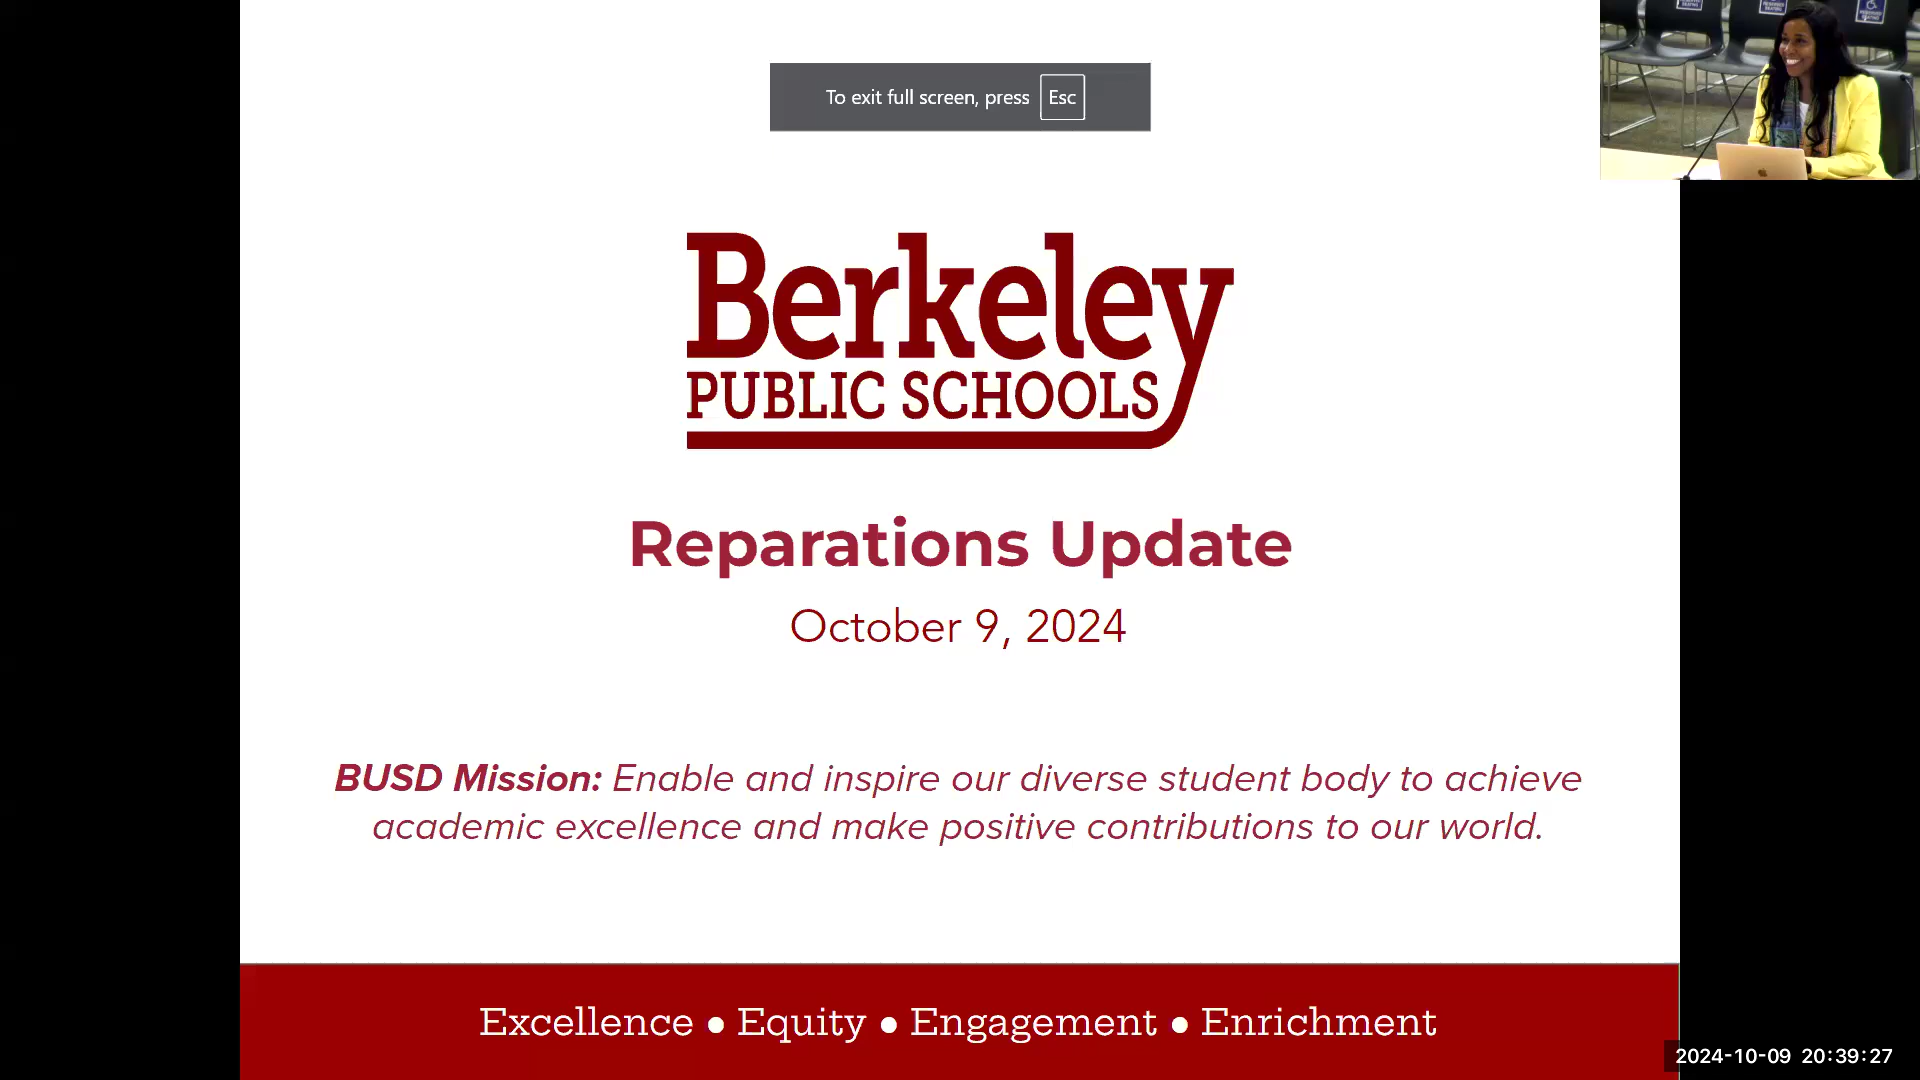 To exit full screen, press Esc
Berkeley
PUBLIC SCHOOLS
Reparations Update
October 9, 2024
BUSD Mission: Enable and inspire our diverse student body to achieve
academic excellence and make positive contributions to our world.
Excellence ● Equity ● Engagement ● Enrichment
2024-10-09 20:39:27